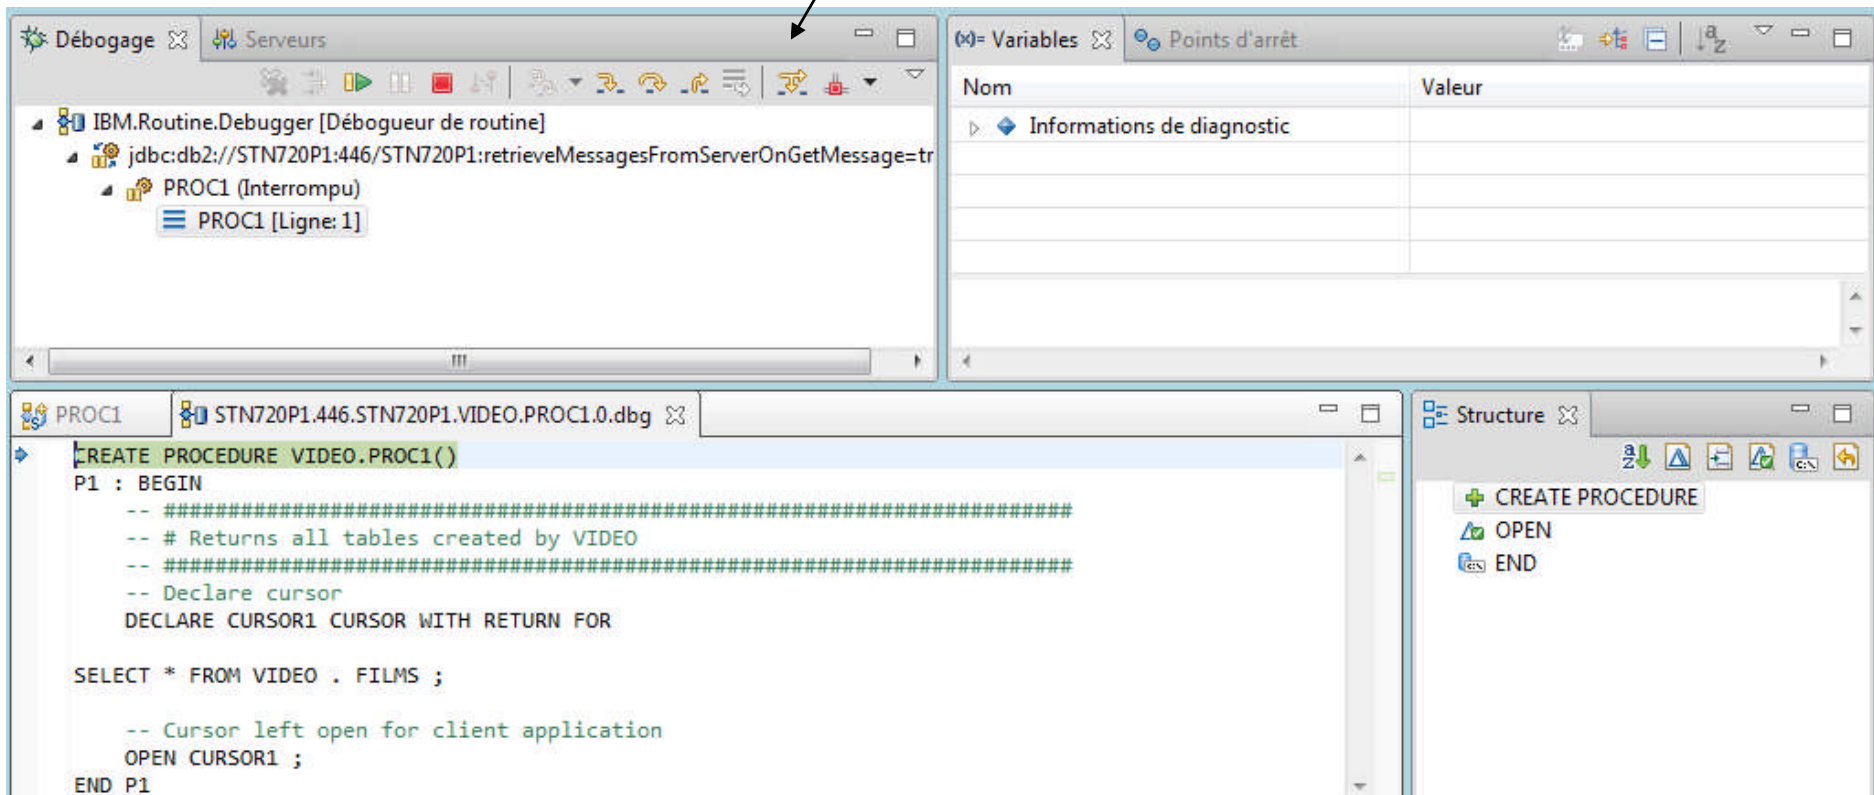 Débogage Serveurs
IBM.Routine.Debugger [Débogueur de routine]
jdbc:db2://STN720P1:446/STN720P1:retrieveMessagesFromServerOnGetMessage=tr
PROC1 (Interrompu)
PROC1 [Ligne: 1]
(x)= Variables Points d'arrêt
Nom Valeur
Informations de diagnostic
PROC1 STN720P1.446.STN720P1.VIDEO.PROC1.0.dbg
CREATE PROCEDURE VIDEO.PROC1()
P1 : BEGIN
-- #######################################################################
-- # Returns all tables created by VIDEO
-- #######################################################################
-- Declare cursor
DECLARE CURSOR1 CURSOR WITH RETURN FOR
SELECT * FROM VIDEO . FILMS ;
-- Cursor left open for client application
OPEN CURSOR1 ;
END P1
Structure
CREATE PROCEDURE
OPEN
END